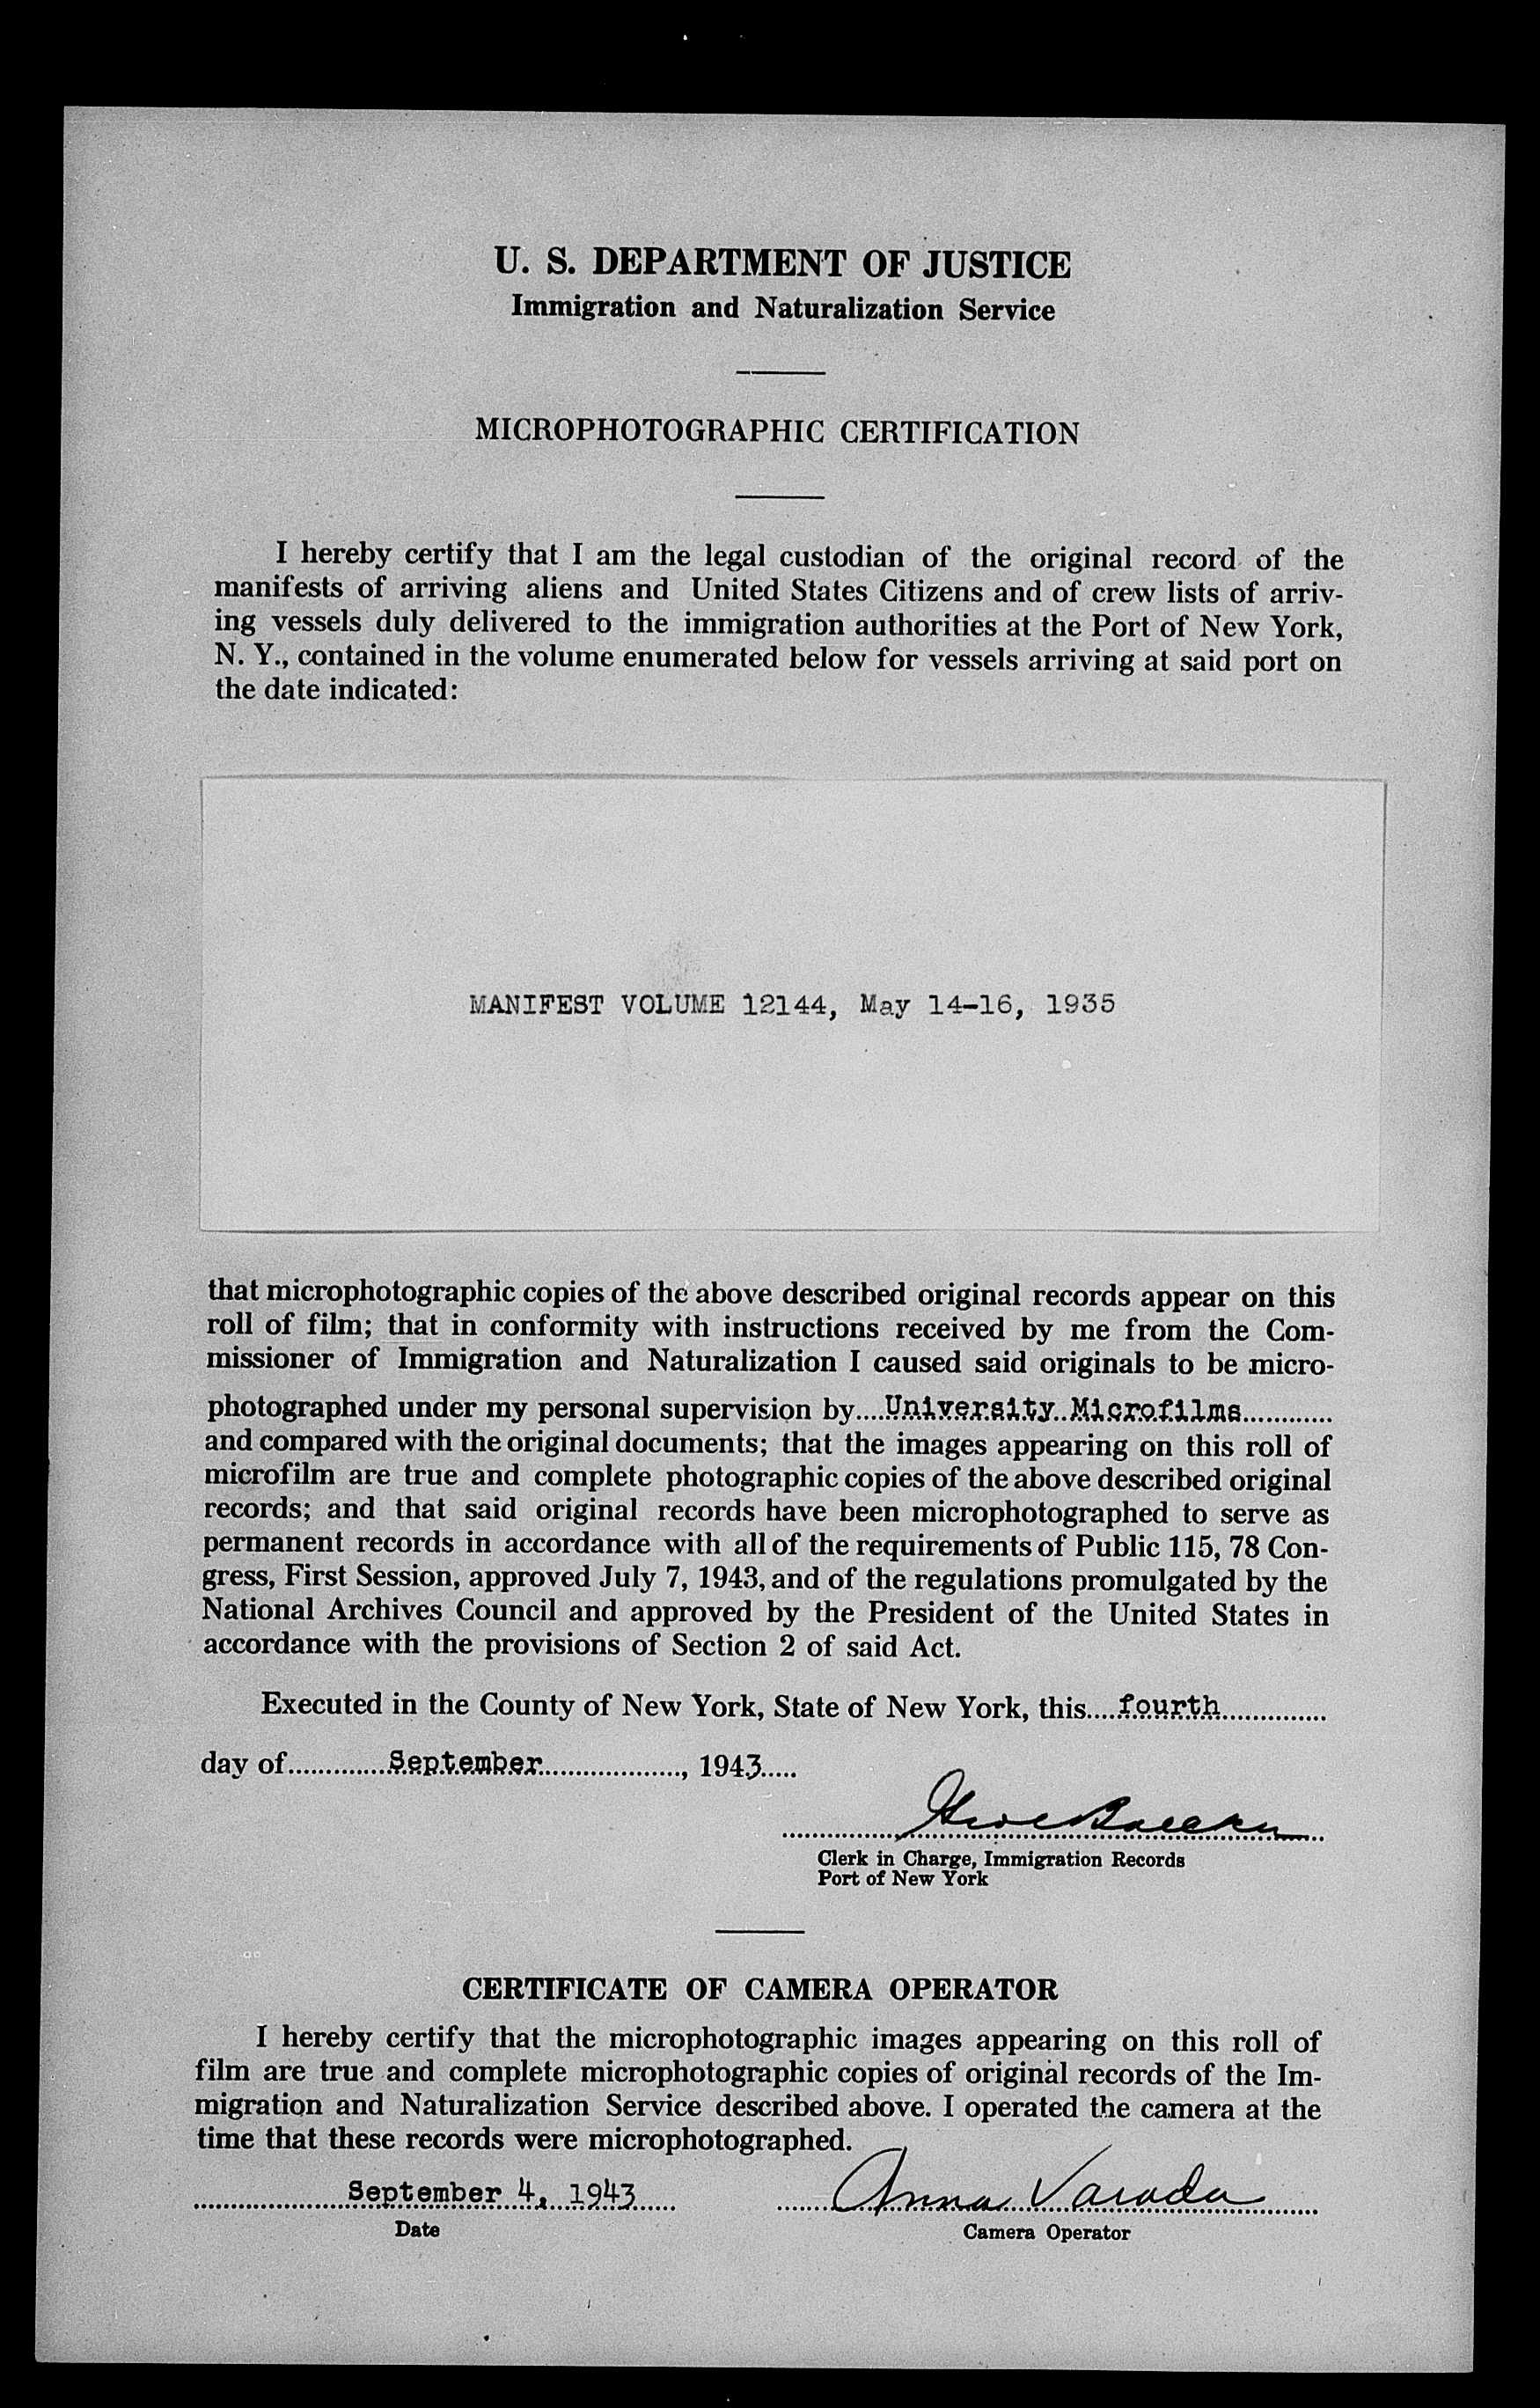 U. S. DEPARTMENT OF JUSTICE
Immigration and Naturalization Service
MICROPHOTOGRAPHIC CERTIFICATION
I hereby certify that I am the legal custodian of the original record of the
manifests of arriving aliens and United States Citizens and of crew lists of arriv-
ing vessels duly delivered to the immigration authorities at the Port of New York,
N. Y., contained in the volume enumerated below for vessels arriving at said port on
the date indicated:
MANIFEST VOLUME 12144, May 14-16, 1935
that microphotographic copies of the above described original records appear on this
roll of film; that in conformity with instructions received by me from the Com-
missioner of Immigration and Naturalization I caused said originals to be micro-
photographed under my personal supervision by....University Microfilms............
and compared with the original documents; that the images appearing on this roll of
microfilm are true and complete photographic copies of the above described original
records; and that said original records have been microphotographed to serve as
permanent records in accordance with all of the requirements of Public 115, 78 Con-
gress, First Session, approved July 7, 1943, and of the regulations promulgated by the
National Archives Council and approved by the President of the United States in
accordance with the provisions of Section 2 of said Act.
Executed in the County of New York, State of New York, this....fourth..............
day of.............September..................., 1943.....
Clerk in Charge, Immigration Records
Port of New York
CERTIFICATE OF CAMERA OPERATOR
I hereby certify that the microphotographic images appearing on this roll of
film are true and complete microphotographic copies of original records of the Im-
migration and Naturalization Service described above. I operated the camera at the
time that these records were microphotographed.
September 4, 1943 Anna Varada
Date Camera Operator